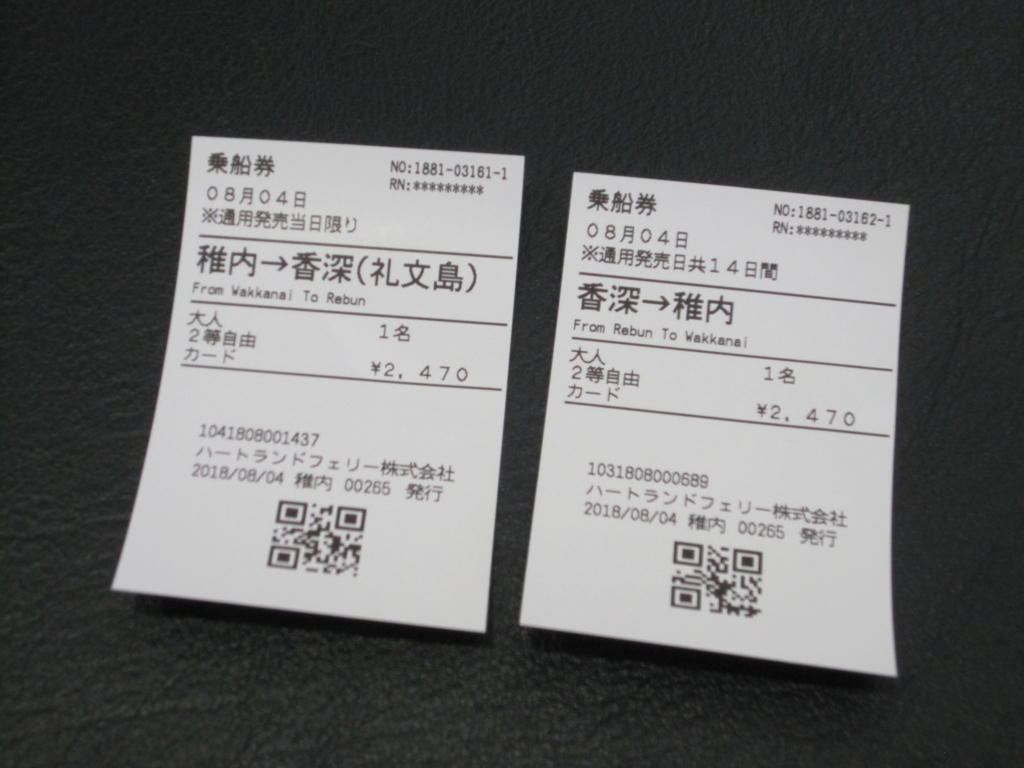 乗船券
NO:1881-03161-1
RN:*********
08月04日
※通用発売当日限り
稚内→香深(礼文島)
From Wakkanai To Rebun
大人 1名
2等自由
カード ¥2,470
1041808001437
ハートランドフェリー株式会社
2018/08/04 稚内 00265 発行
乗船券
NO:1881-03162-1
RN:*********
08月04日
※通用発売日共14日間
香深→稚内
From Rebun To Wakkanai
大人 1名
2等自由
カード ¥2,470
1031808000689
ハートランドフェリー株式会社
2018/08/04 稚内 00265 発行